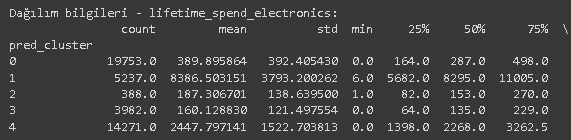 Dağılım bilgileri - lifetime_spend_electronics:
count mean std min 25% 50% 75% \
pred_cluster
0 19753.0 389.895864 392.405430 0.0 164.0 287.0 498.0
1 5237.0 8386.503151 3793.200262 6.0 5682.0 8295.0 11005.0
2 388.0 187.306701 138.639500 1.0 82.0 153.0 270.0
3 3982.0 160.128830 121.497554 0.0 64.0 135.0 229.0
4 14271.0 2447.797141 1522.703813 0.0 1398.0 2268.0 3262.5